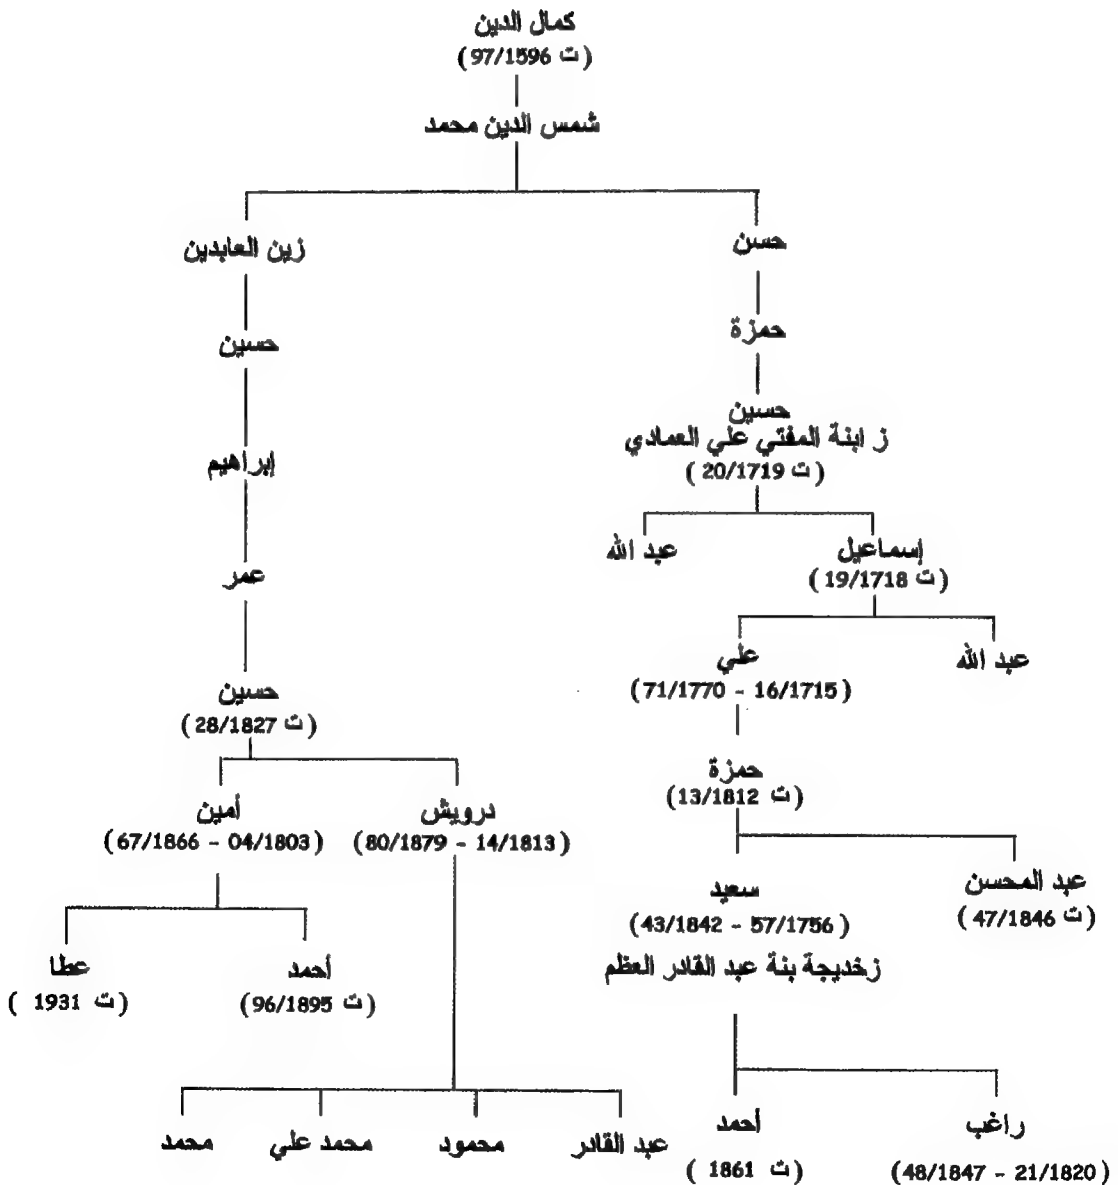 كمال الدين
(ت 97/1596)
شمس الدين محمد
حسن
زين العابدين
حمزة
حسين
حسين
ز ابنة المفتي علي العمادي
(ت 20/1719)
إبراهيم
إسماعيل
(ت 19/1718)
عبد الله
عمر
عبد الله
علي
(71/1770 - 16/1715)
حسين
(ت 28/1827)
حمزة
(ت 13/1812)
درويش
(80/1879 - 14/1813)
أمين
(67/1866 - 04/1803)
عبد المحسن
(ت 47/1846)
سعيد
(43/1842 - 57/1756)
ز خديجة بنة عبد القادر العظم
أحمد
(ت 96/1895)
عطا
(ت 1931)
راغب
(48/1847 - 21/1820)
أحمد
(ت 1861)
عبد القادر
محمود
محمد علي
محمد